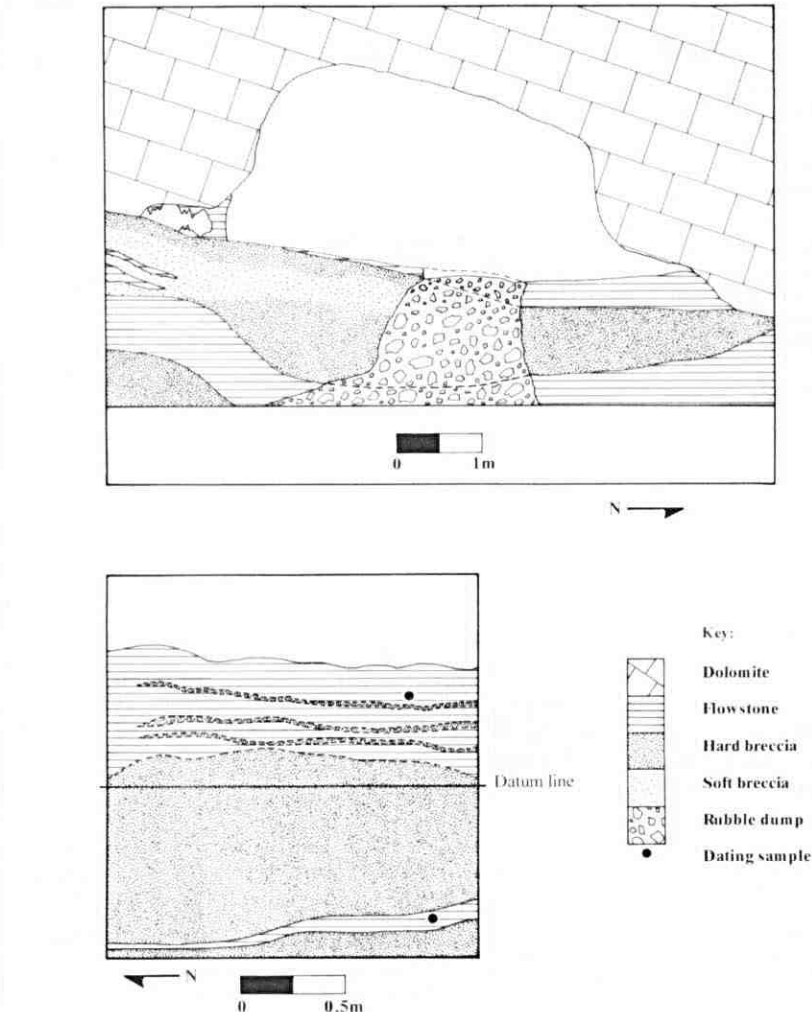 0 1m
N
Datum line
N
0 0.5m
Key:
Dolomite
Flowstone
Hard breccia
Soft breccia
Rubble dump
Dating sample